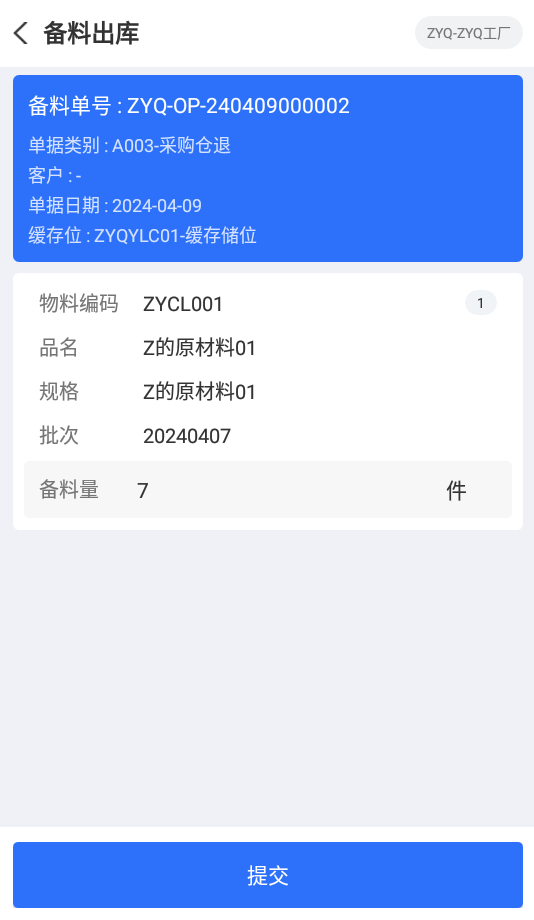 备料出库 ZYQ-ZYQ工厂
备料单号 : ZYQ-OP-240409000002
单据类别 : A003-采购仓退
客户 : -
单据日期 : 2024-04-09
缓存位 : ZYQYLC01-缓存储位
物料编码 ZYCL001 1
品名 Z的原材料01
规格 Z的原材料01
批次 20240407
备料量 7 件
提交